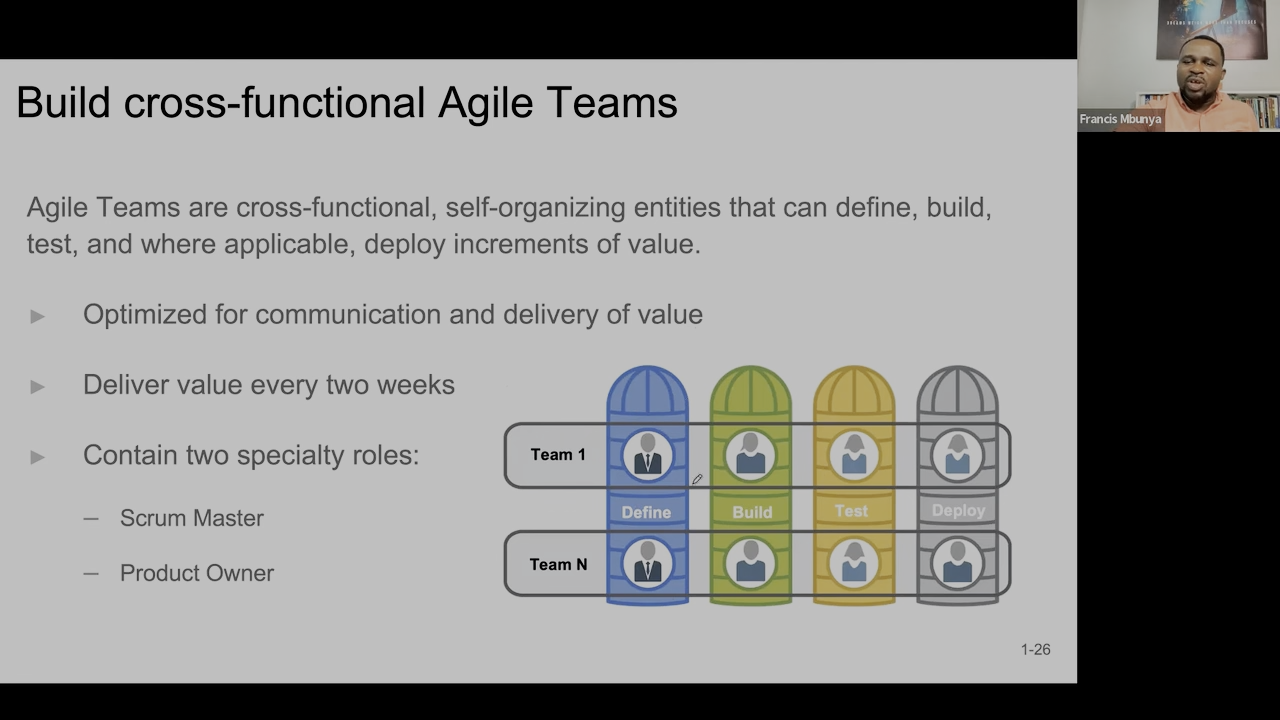 Build cross-functional Agile Teams
Agile Teams are cross-functional, self-organizing entities that can define, build,
test, and where applicable, deploy increments of value.
► Optimized for communication and delivery of value
► Deliver value every two weeks
► Contain two specialty roles:
– Scrum Master
– Product Owner
Team 1
Define Build Test Deploy
Team N
1-26
Francis Mbunya